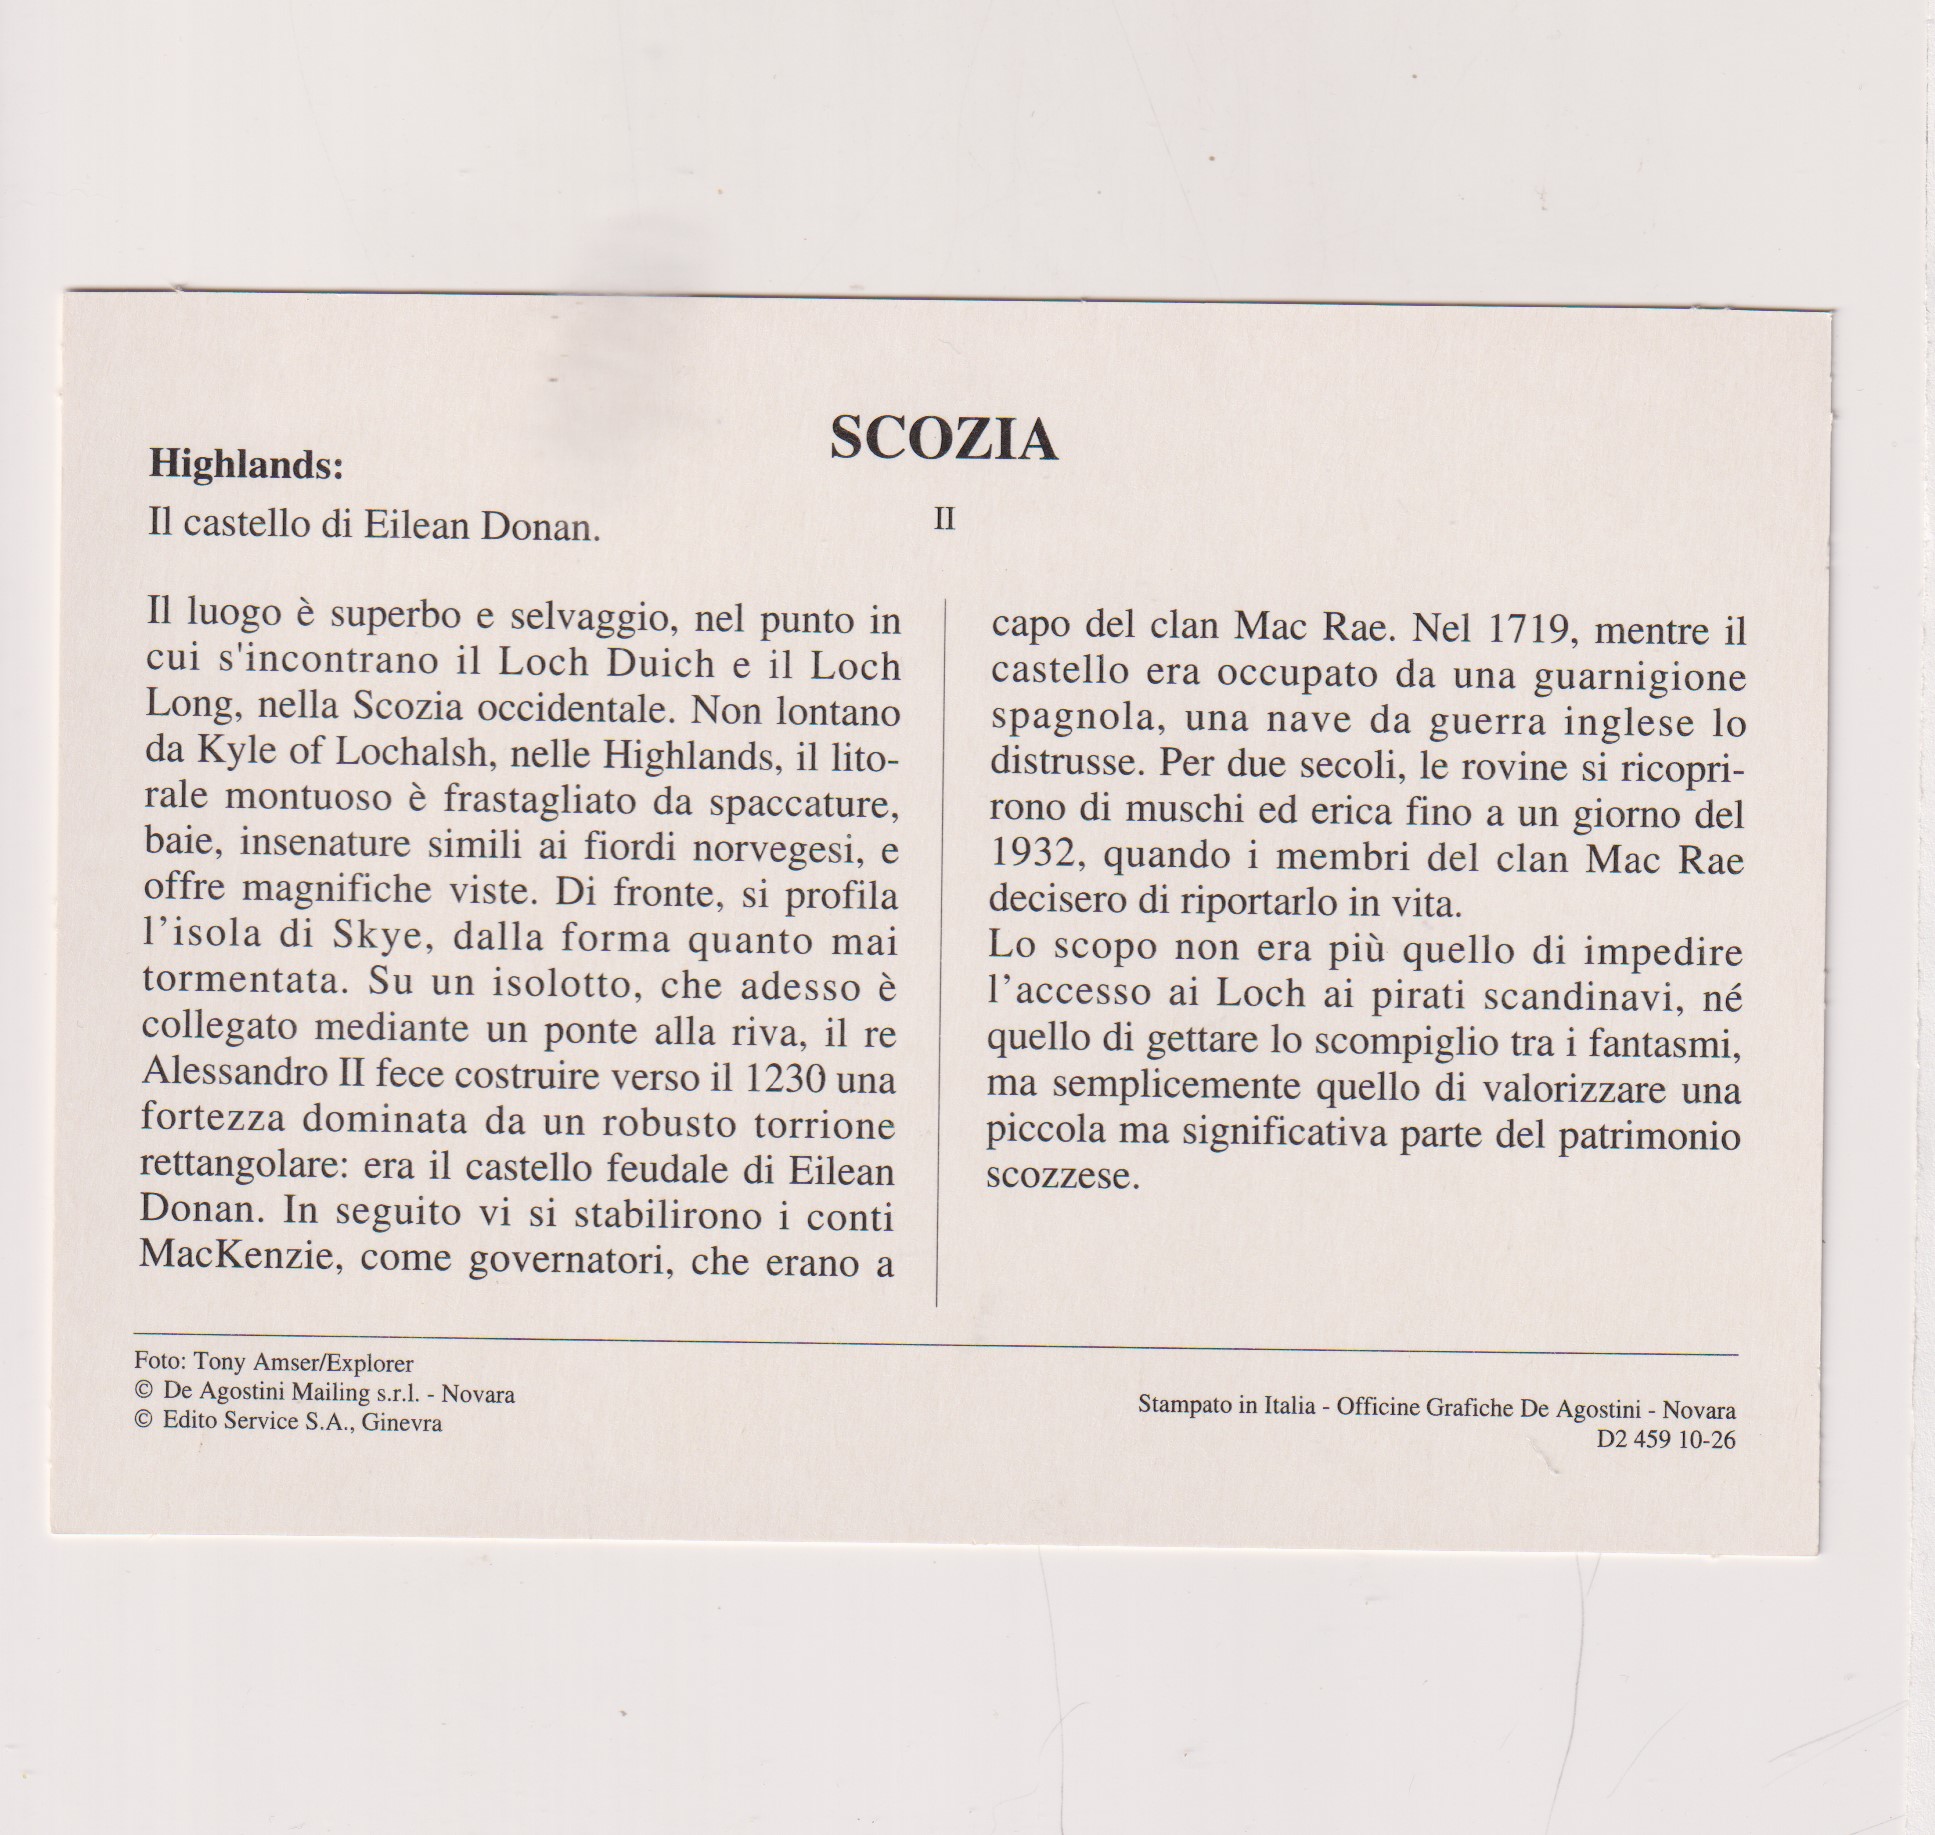 SCOZIA
II
Highlands:
Il castello di Eilean Donan.
Il luogo è superbo e selvaggio, nel punto in
cui s'incontrano il Loch Duich e il Loch
Long, nella Scozia occidentale. Non lontano
da Kyle of Lochalsh, nelle Highlands, il lito-
rale montuoso è frastagliato da spaccature,
baie, insenature simili ai fiordi norvegesi, e
offre magnifiche viste. Di fronte, si profila
l'isola di Skye, dalla forma quanto mai
tormentata. Su un isolotto, che adesso è
collegato mediante un ponte alla riva, il re
Alessandro II fece costruire verso il 1230 una
fortezza dominata da un robusto torrione
rettangolare: era il castello feudale di Eilean
Donan. In seguito vi si stabilirono i conti
MacKenzie, come governatori, che erano a
capo del clan Mac Rae. Nel 1719, mentre il
castello era occupato da una guarnigione
spagnola, una nave da guerra inglese lo
distrusse. Per due secoli, le rovine si ricopri-
rono di muschi ed erica fino a un giorno del
1932, quando i membri del clan Mac Rae
decisero di riportarlo in vita.
Lo scopo non era più quello di impedire
l'accesso ai Loch ai pirati scandinavi, né
quello di gettare lo scompiglio tra i fantasmi,
ma semplicemente quello di valorizzare una
piccola ma significativa parte del patrimonio
scozzese.
Foto: Tony Amser/Explorer
© De Agostini Mailing s.r.l. - Novara
© Edito Service S.A., Ginevra
Stampato in Italia - Officine Grafiche De Agostini - Novara
D2 459 10-26